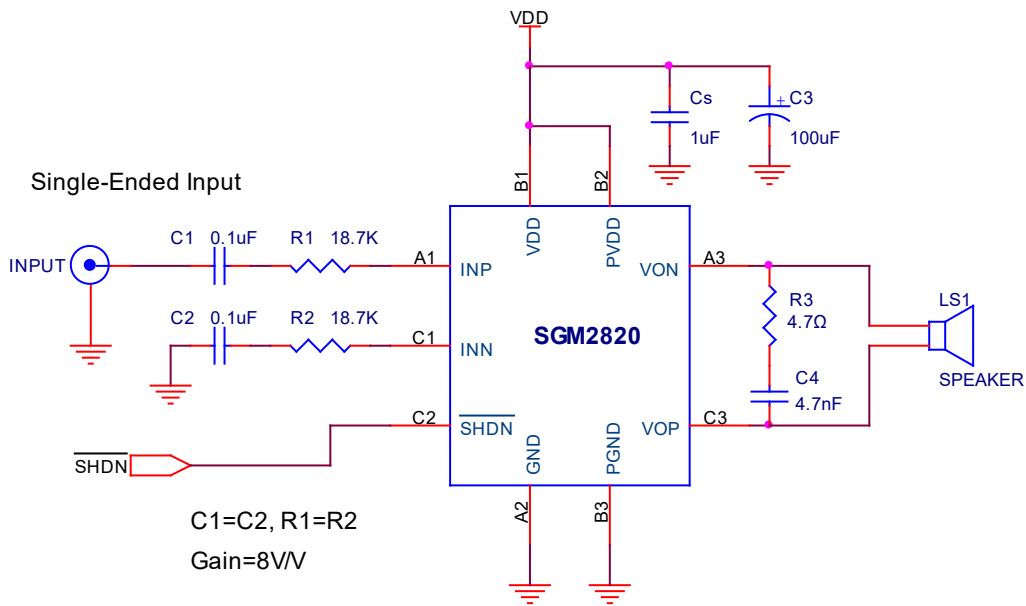 VDD
Cs
1uF
+
C3
100uF
Single-Ended Input
INPUT
C1
0.1uF
R1
18.7K
C2
0.1uF
R2
18.7K
B1
B2
A1
C1
C2
A2
B3
A3
C3
VDD
PVDD
INP
INN
SHDN
GND
PGND
VON
VOP
SGM2820
R3
4.7Ω
C4
4.7nF
LS1
SPEAKER
SHDN
C1=C2, R1=R2
Gain=8V/V